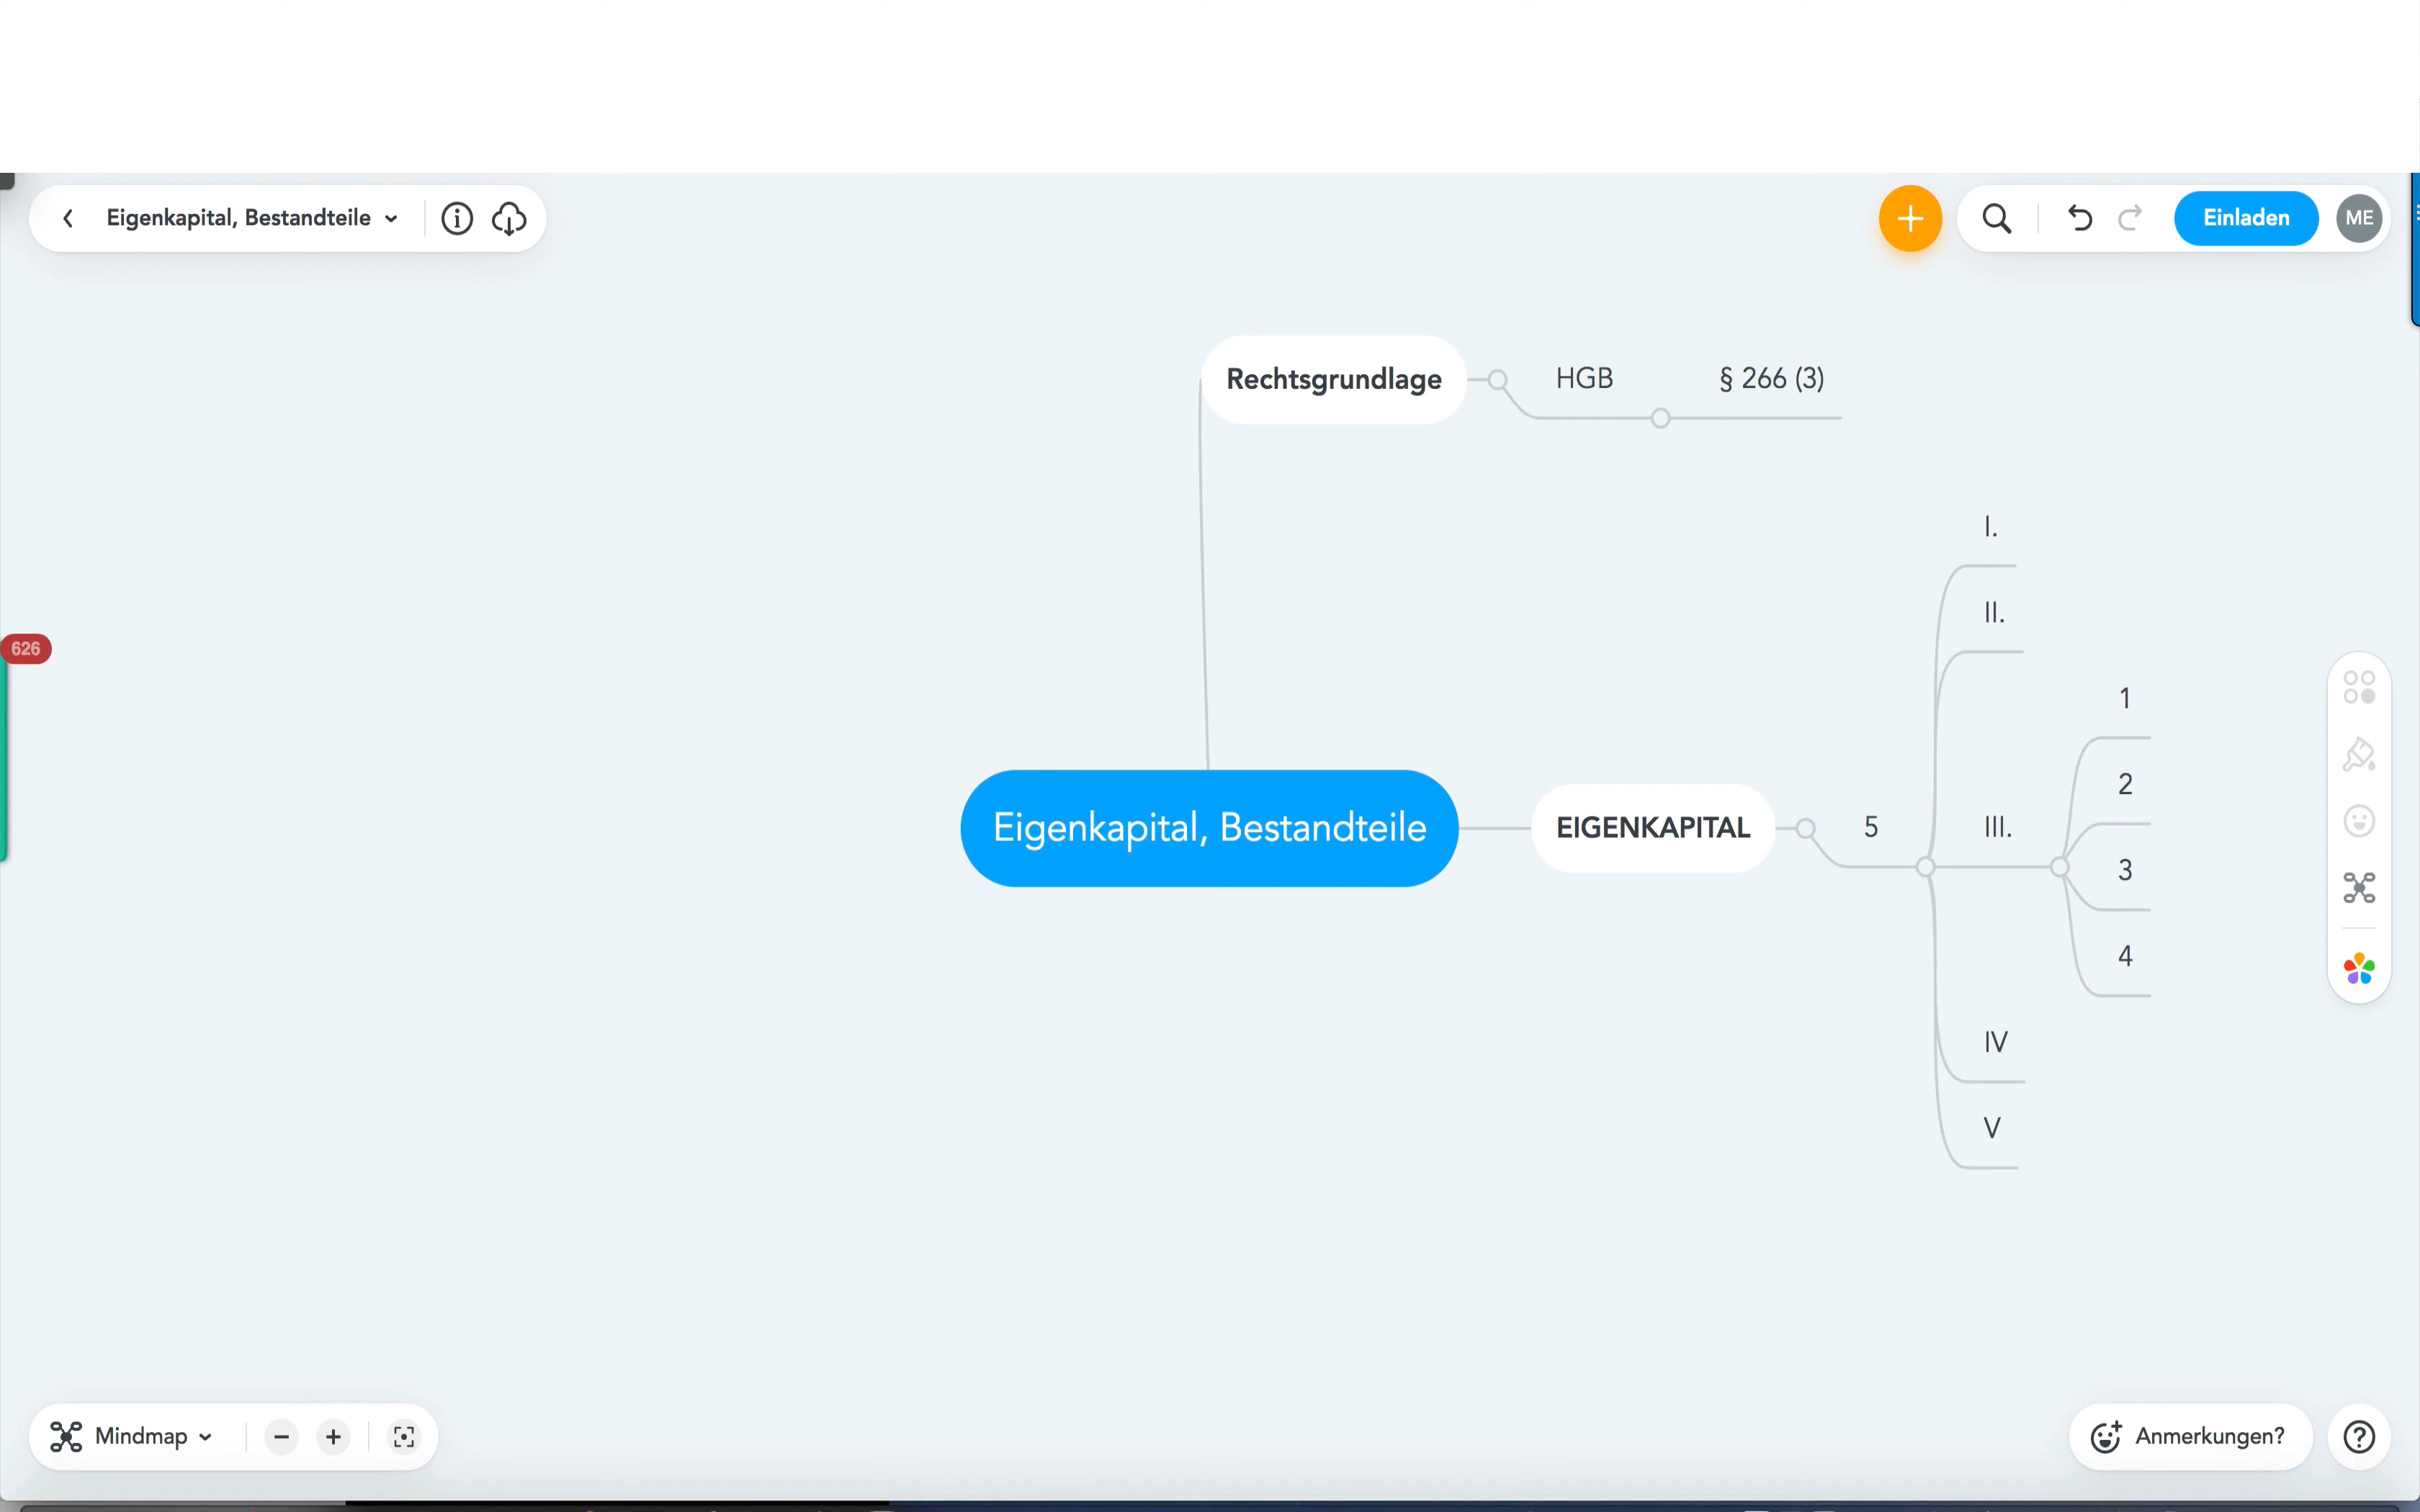 Eigenkapital, Bestandteile
Einladen
ME
Rechtsgrundlage
HGB
§ 266 (3)
I.
II.
626
1
2
Eigenkapital, Bestandteile
EIGENKAPITAL
5
III.
3
4
IV
V
Mindmap
Anmerkungen?